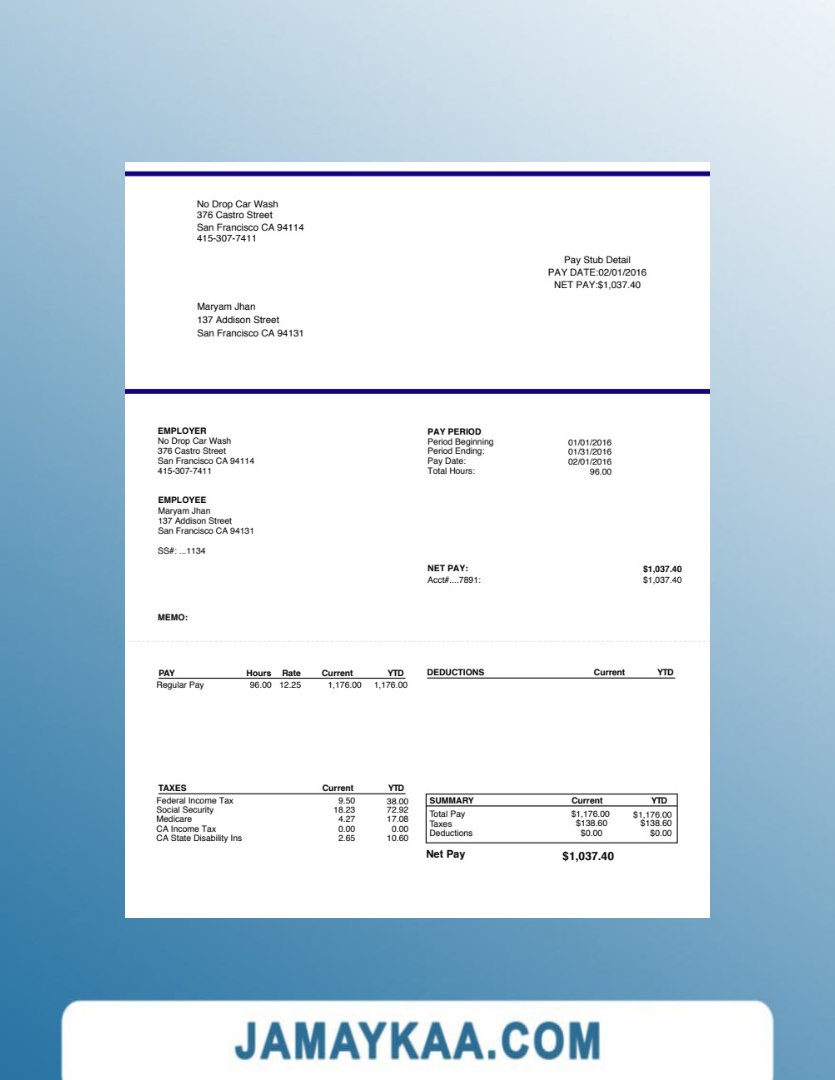 No Drop Car Wash
376 Castro Street
San Francisco CA 94114
415-307-7411
Pay Stub Detail
PAY DATE:02/01/2016
NET PAY:$1,037.40
Maryam Jhan
137 Addison Street
San Francisco CA 94131
EMPLOYER
No Drop Car Wash
376 Castro Street
San Francisco CA 94114
415-307-7411
PAY PERIOD
Period Beginning 01/01/2016
Period Ending: 01/31/2016
Pay Date: 02/01/2016
Total Hours: 96.00
EMPLOYEE
Maryam Jhan
137 Addison Street
San Francisco CA 94131
SS#: ...1134
NET PAY: $1,037.40
Acct#....7891: $1,037.40
MEMO:
PAY Hours Rate Current YTD
Regular Pay 96.00 12.25 1,176.00 1,176.00
DEDUCTIONS Current YTD
TAXES Current YTD
Federal Income Tax 9.50 38.00
Social Security 18.23 72.92
Medicare 4.27 17.08
CA Income Tax 0.00 0.00
CA State Disability Ins 2.65 10.60
SUMMARY Current YTD
Total Pay $1,176.00 $1,176.00
Taxes $138.60 $138.60
Deductions $0.00 $0.00
Net Pay $1,037.40
JAMAYKAA.COM